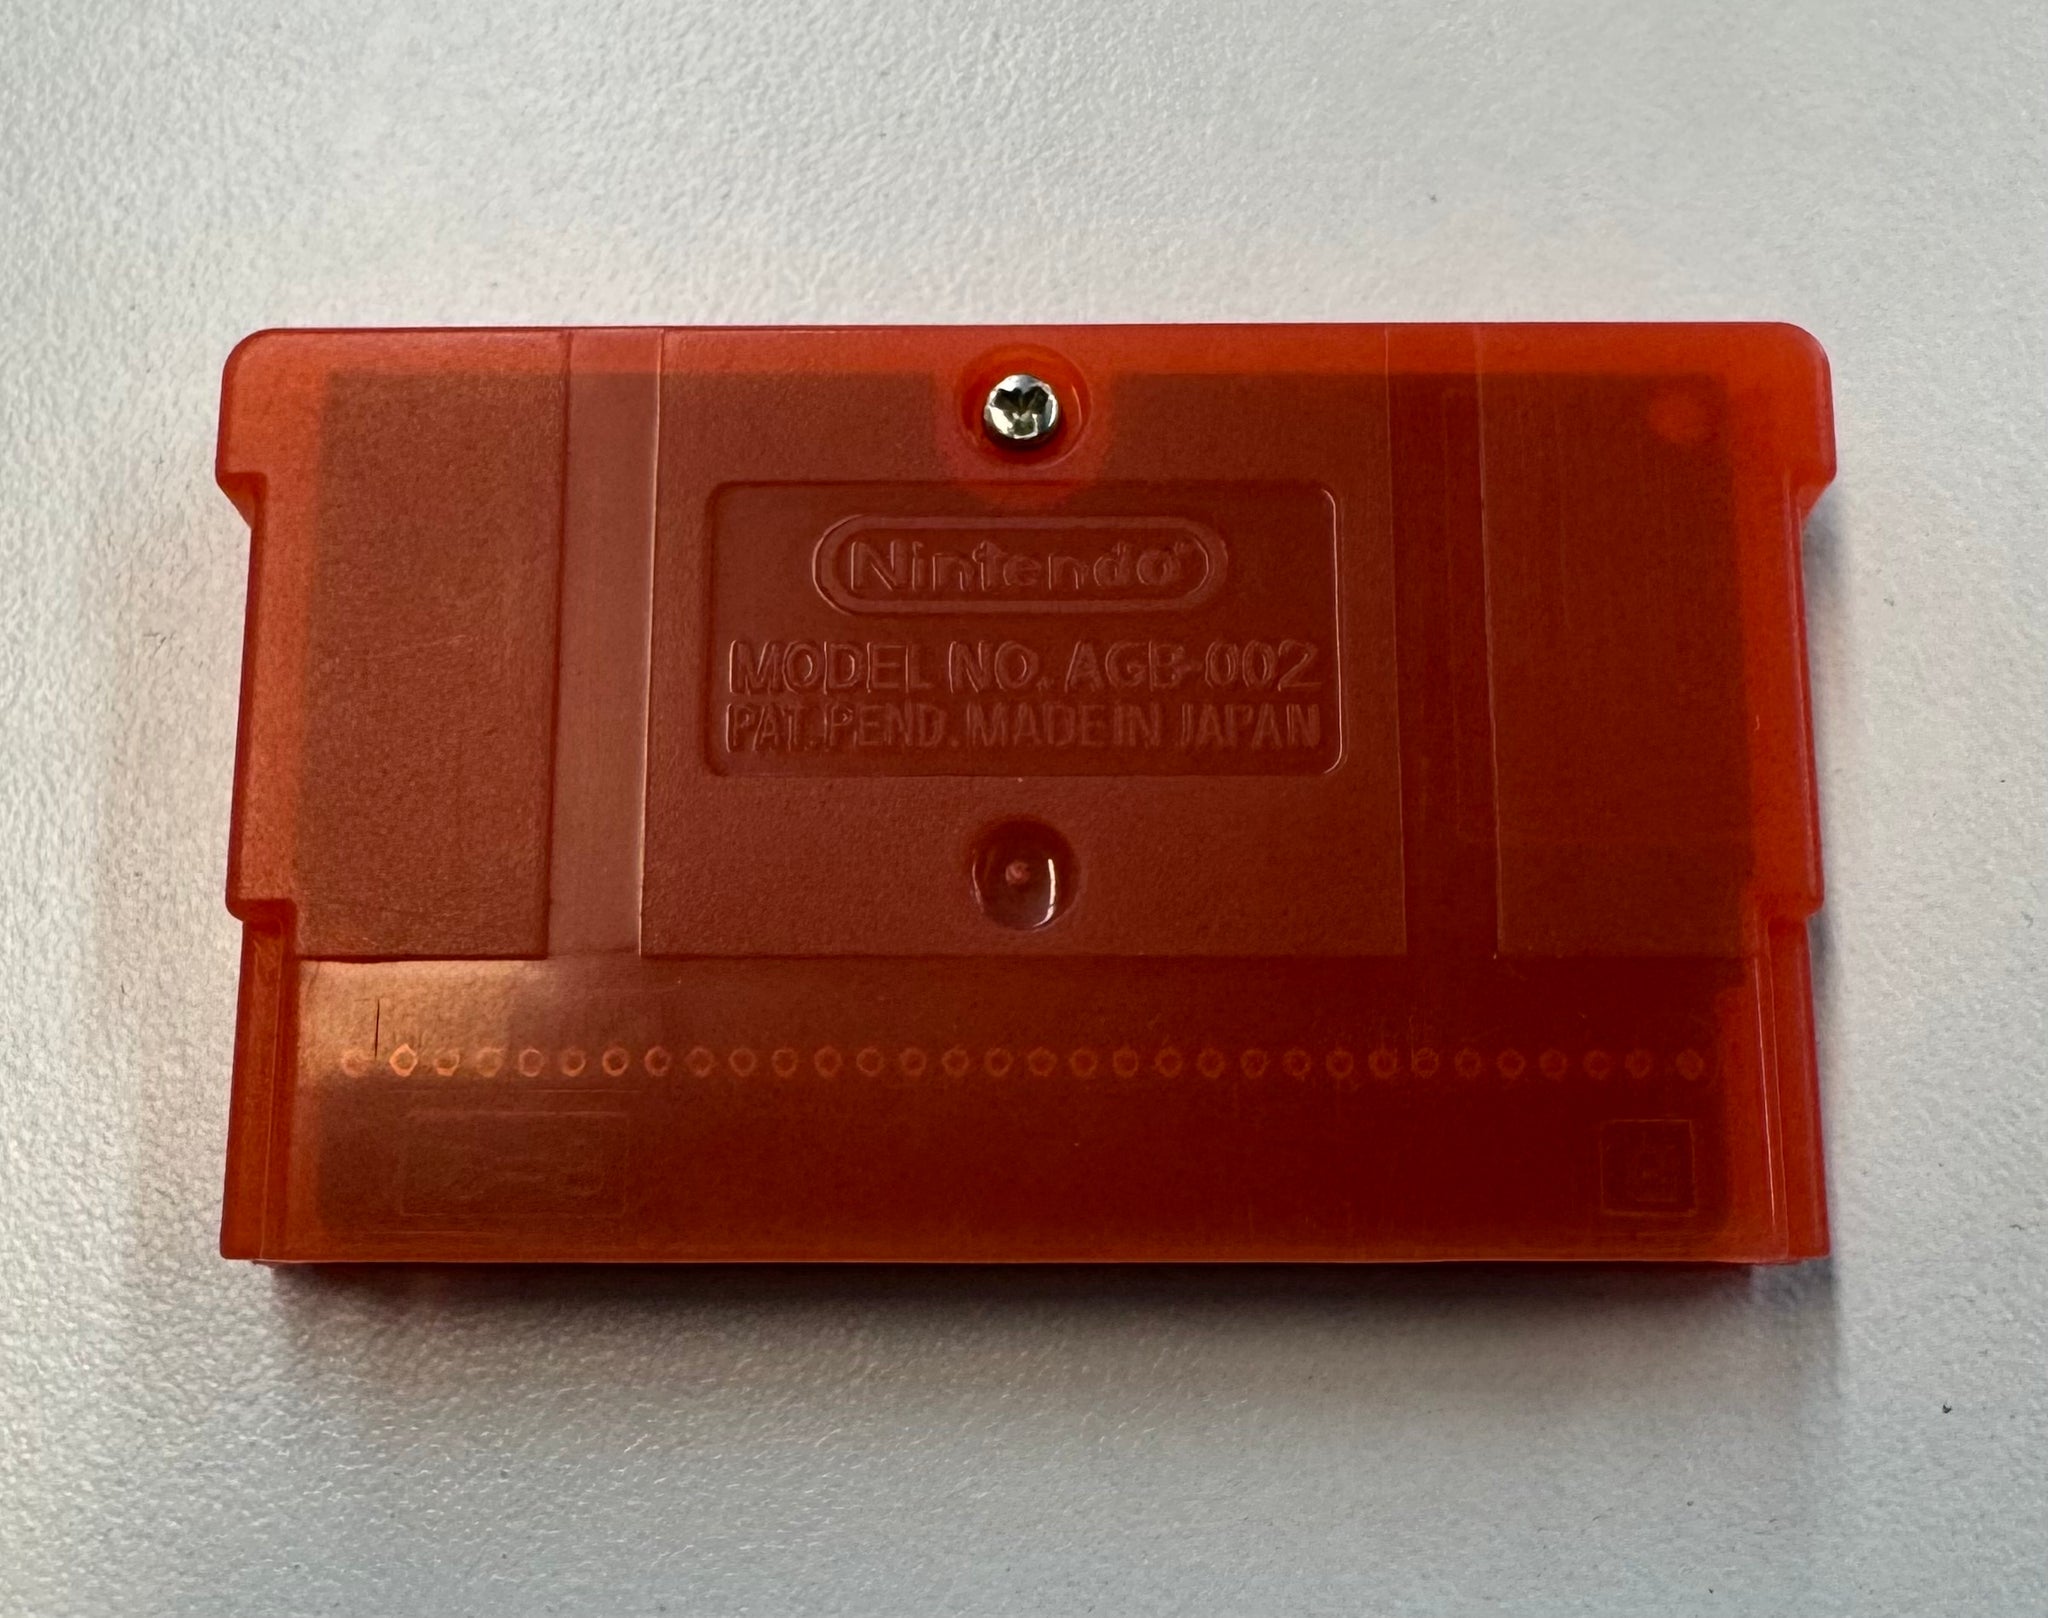 Nintendo®
MODEL NO. AGB-002
PAT. PEND. MADE IN JAPAN